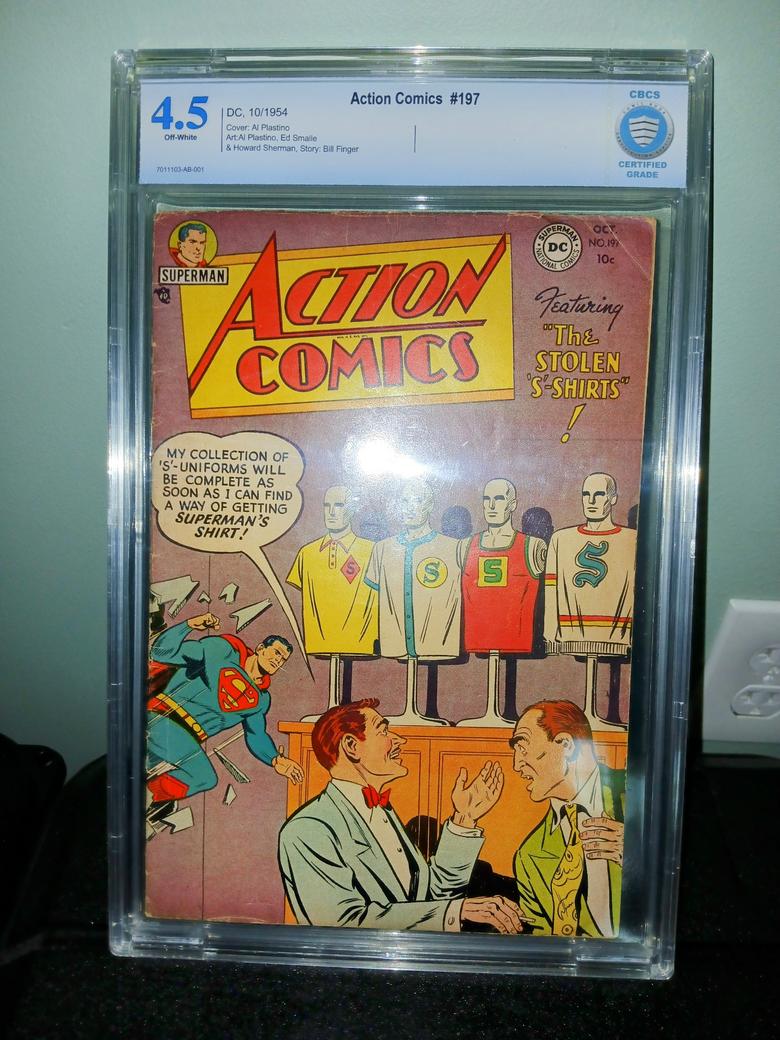 Action Comics #197
4.5
Off-White
DC, 10/1954
Cover: Al Plastino
Art:Al Plastino, Ed Smalle
& Howard Sherman, Story: Bill Finger
7011103-AB-001
CBCS
CERTIFIED
GRADE
SUPERMAN
ACTION
COMICS
SUPERMAN
DC
NATIONAL COMICS
OCT.
NO.197
10c
Featuring
"The
STOLEN
'S'-SHIRTS"
!
MY COLLECTION OF
'S'-UNIFORMS WILL
BE COMPLETE AS
SOON AS I CAN FIND
A WAY OF GETTING
SUPERMAN'S
SHIRT!
S
S
S
S
S